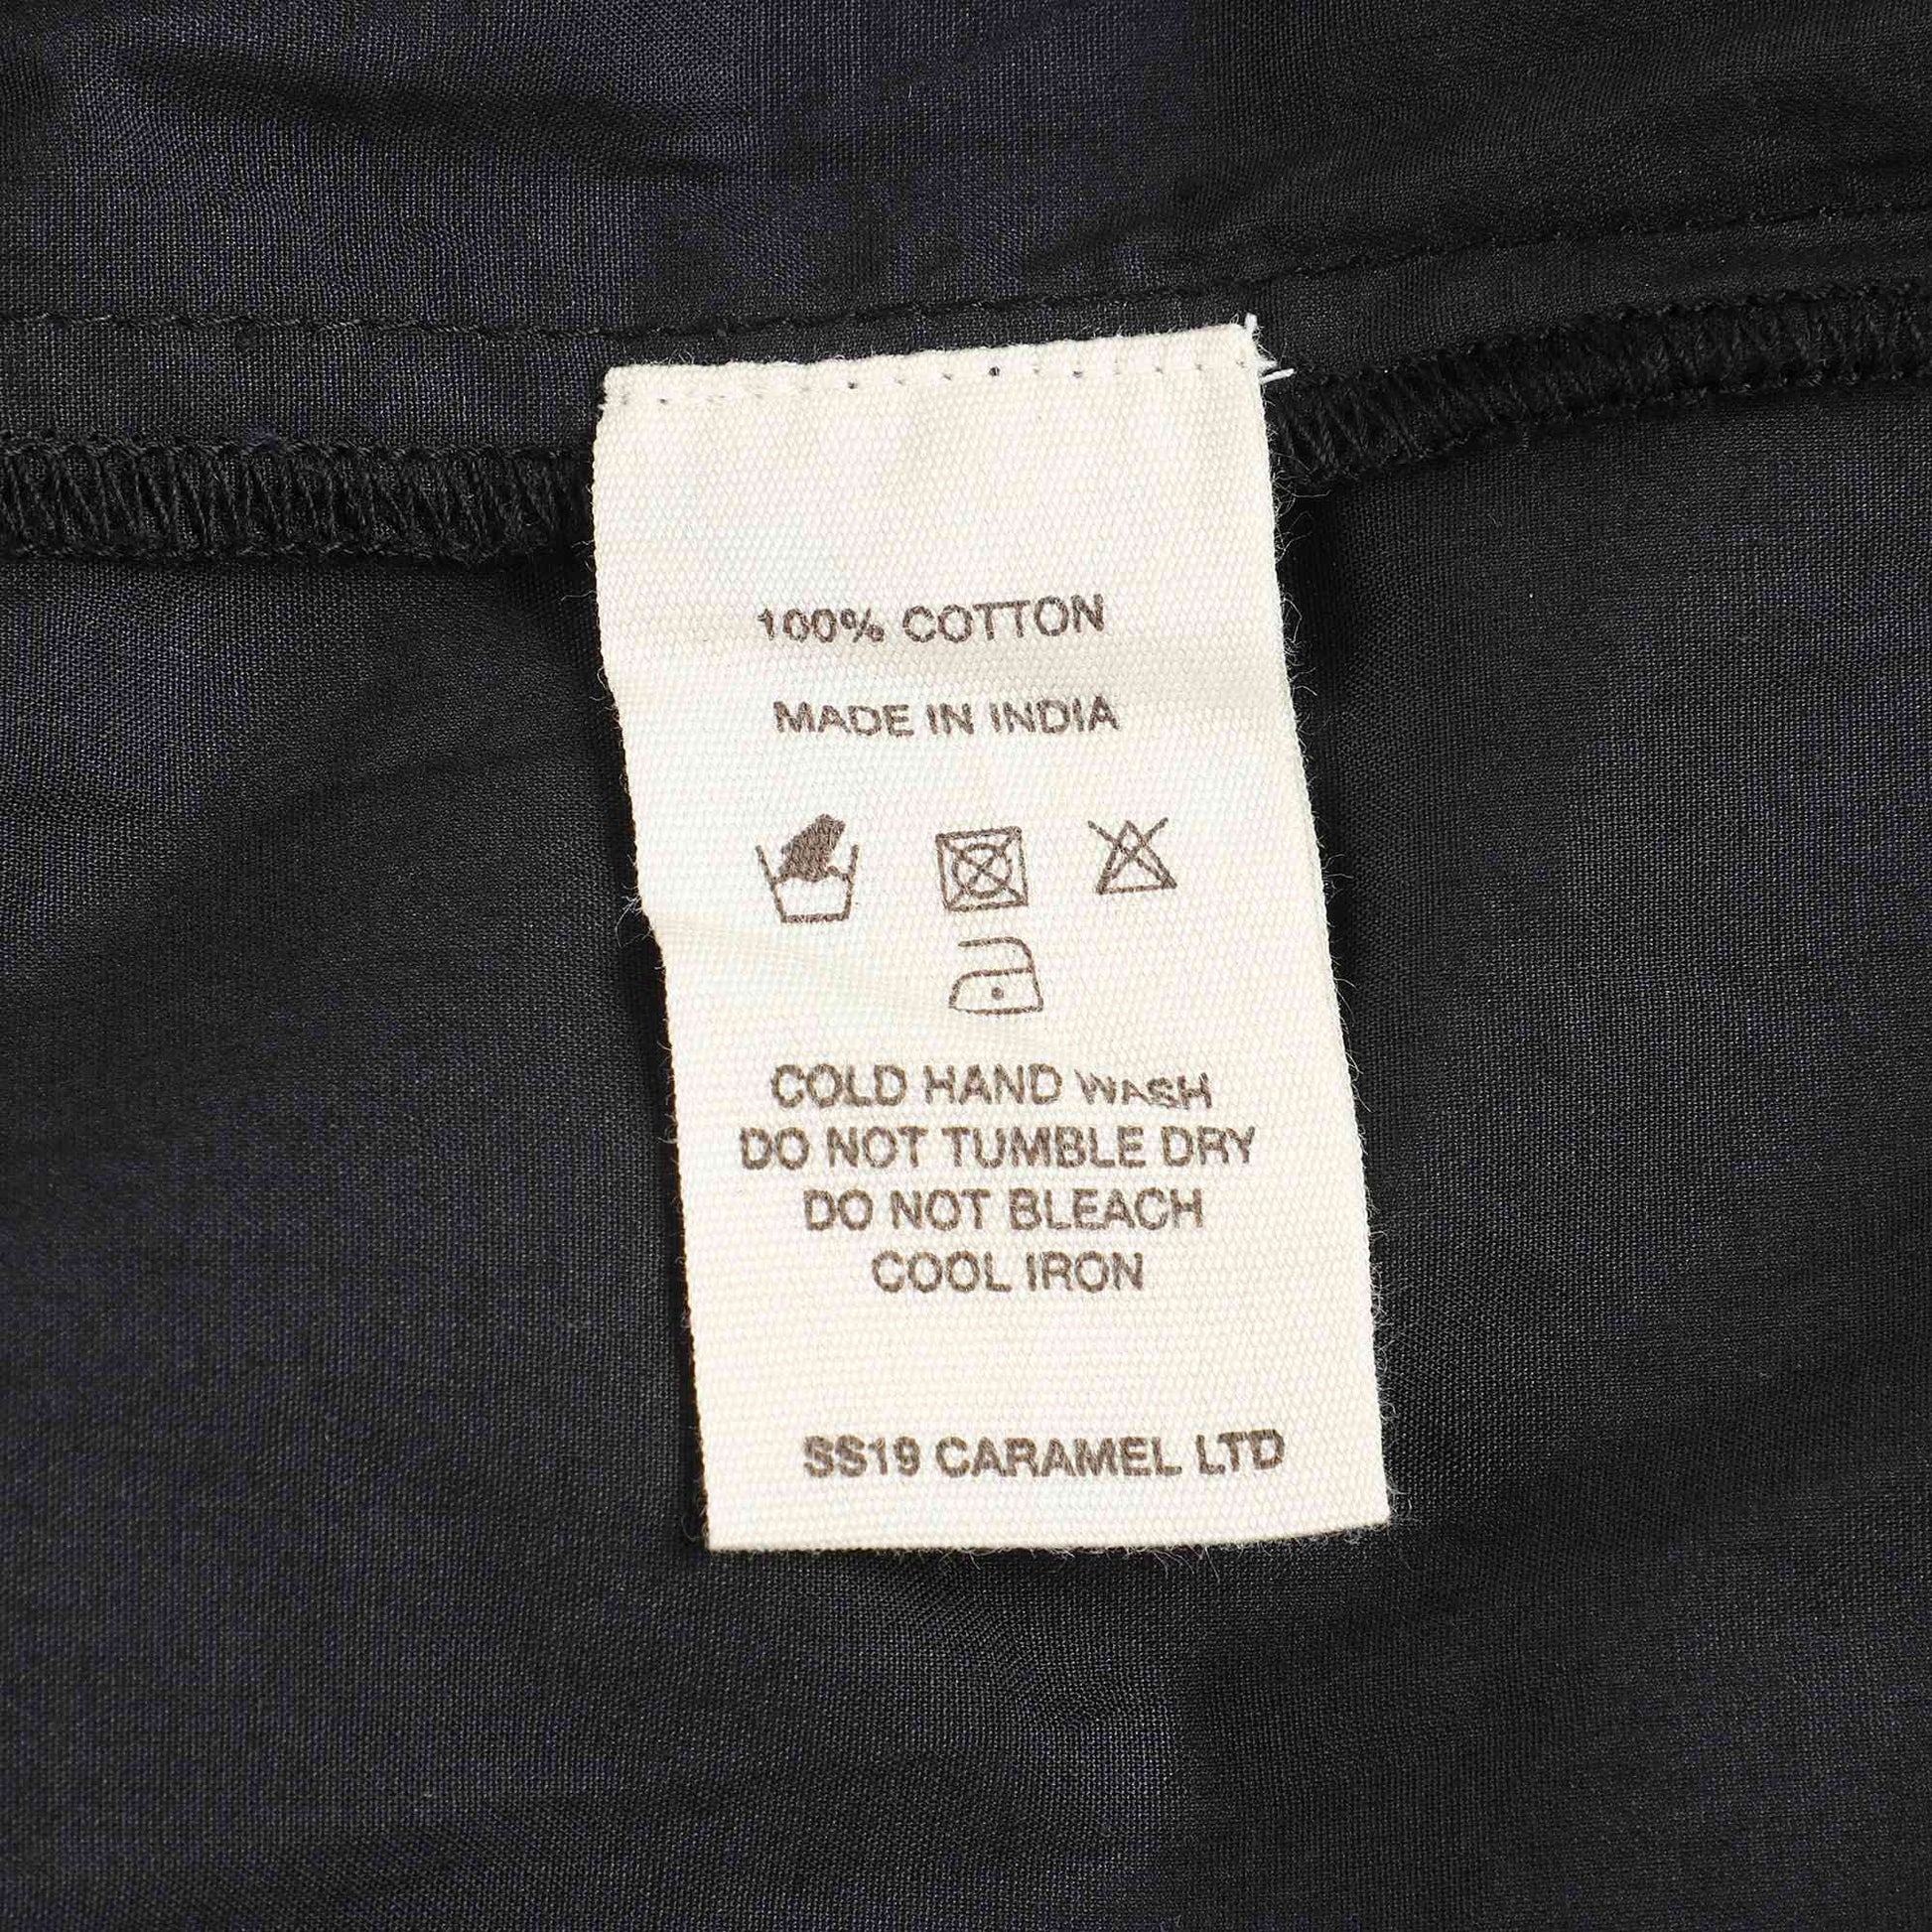 100% COTTON
MADE IN INDIA
COLD HAND WASH
DO NOT TUMBLE DRY
DO NOT BLEACH
COOL IRON
SS19 CARAMEL LTD